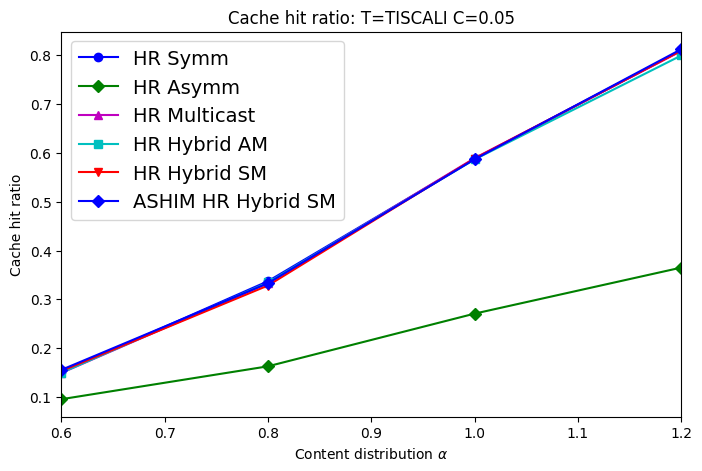 Cache hit ratio: T=TISCALI C=0.05
HR Symm
HR Asymm
HR Multicast
HR Hybrid AM
HR Hybrid SM
ASHIM HR Hybrid SM
Cache hit ratio
0.8
0.7
0.6
0.5
0.4
0.3
0.2
0.1
0.6 0.7 0.8 0.9 1.0 1.1 1.2
Content distribution α